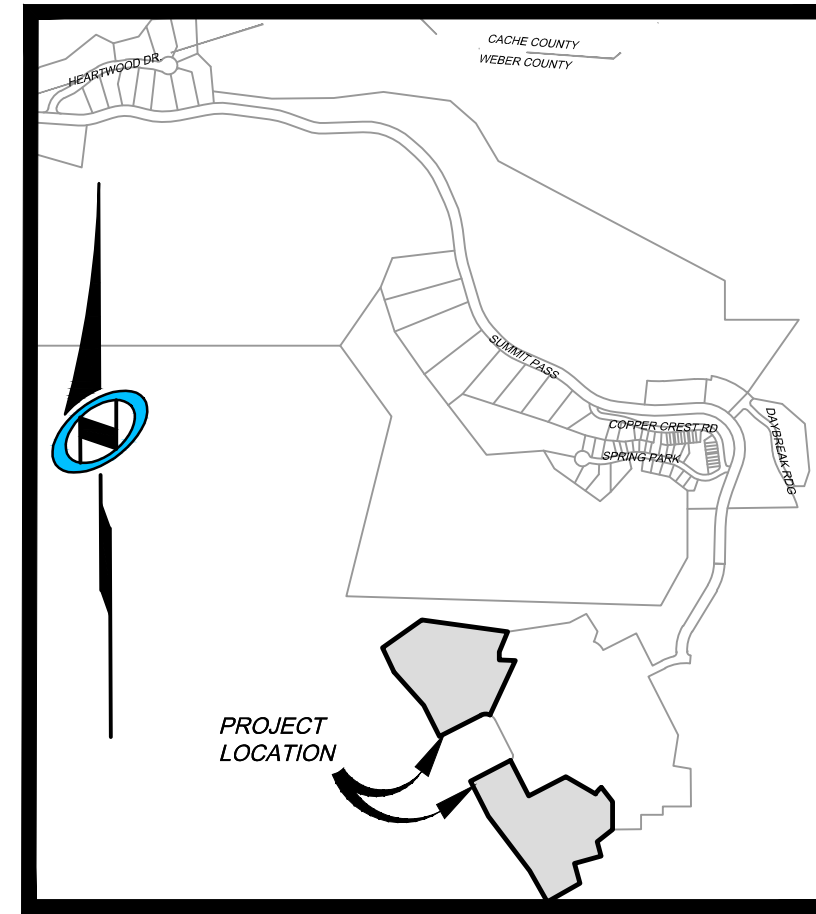 CACHE COUNTY
WEBER COUNTY
HEARTWOOD DR.
SUMMIT PASS
COPPER CREST RD
SPRING PARK
DAYBREAK RDG
PROJECT
LOCATION